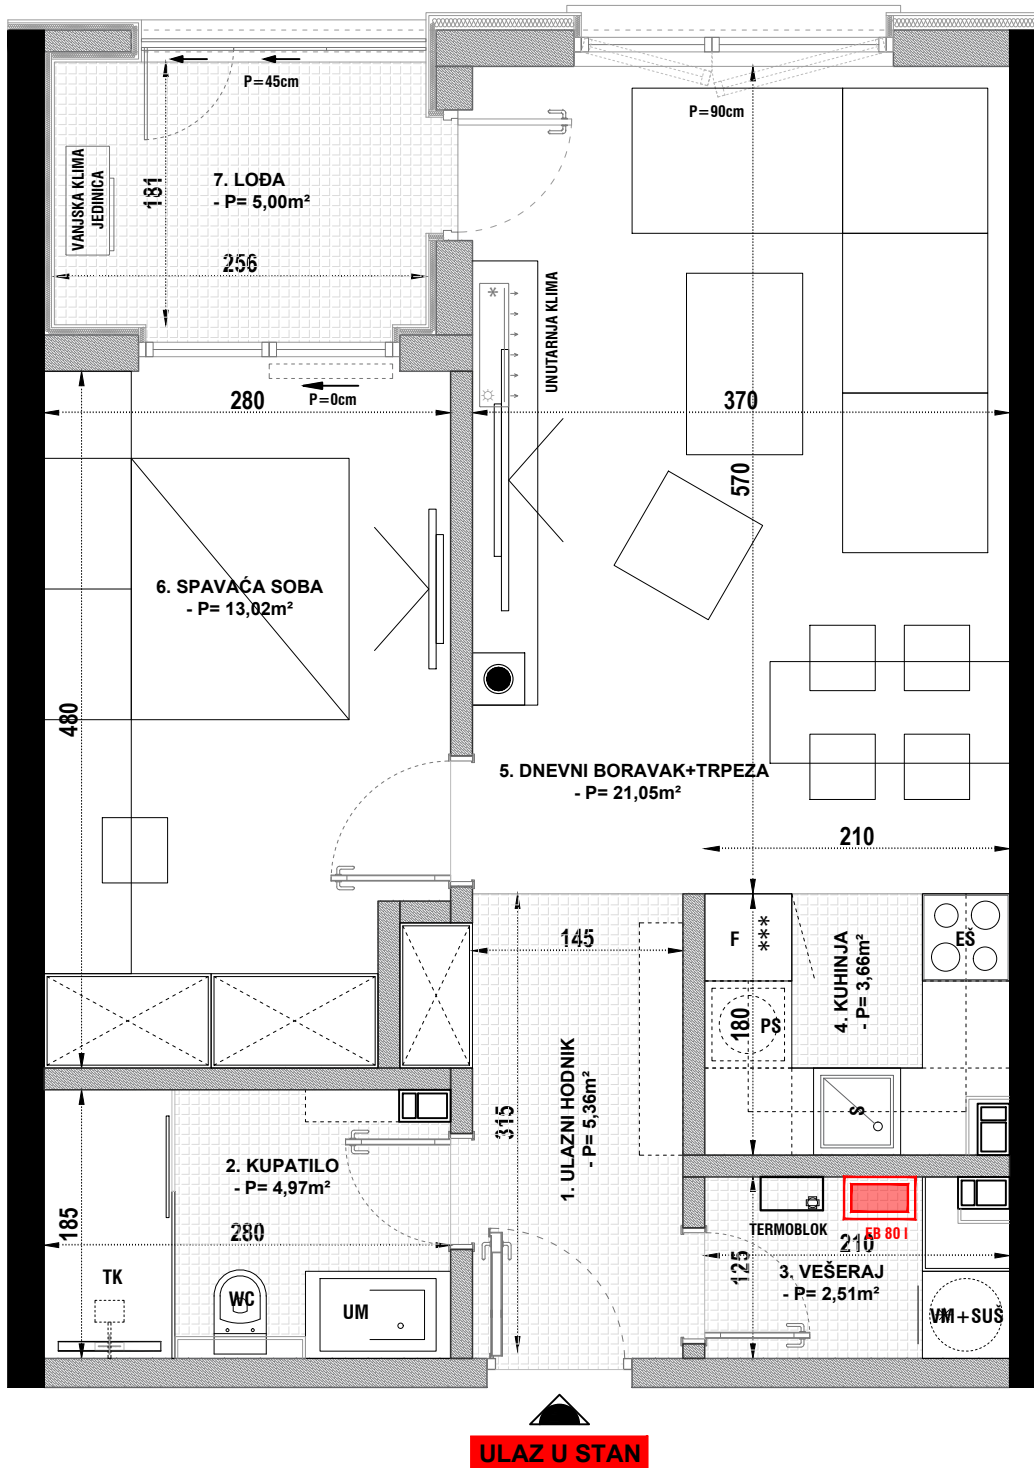 P=45cm
P=90cm
VANJSKA KLIMA
JEDINICA
181
7. LOĐA
- P= 5,00m²
256
UNUTARNJA KLIMA
P=0cm
280
370
570
6. SPAVAĆA SOBA
- P= 13,02m²
480
5. DNEVNI BORAVAK+TRPEZA
- P= 21,05m²
210
145
F
***
EŠ
4. KUHINJA
- P= 3,66m²
180
PS
S
315
1. ULAZNI HODNIK
- P= 5,36m²
2. KUPATILO
- P= 4,97m²
185
280
TK
WC
UM
TERMOBLOK
EB 80 l
210
125
3. VEŠERAJ
- P= 2,51m²
VM+SUŠ
ULAZ U STAN